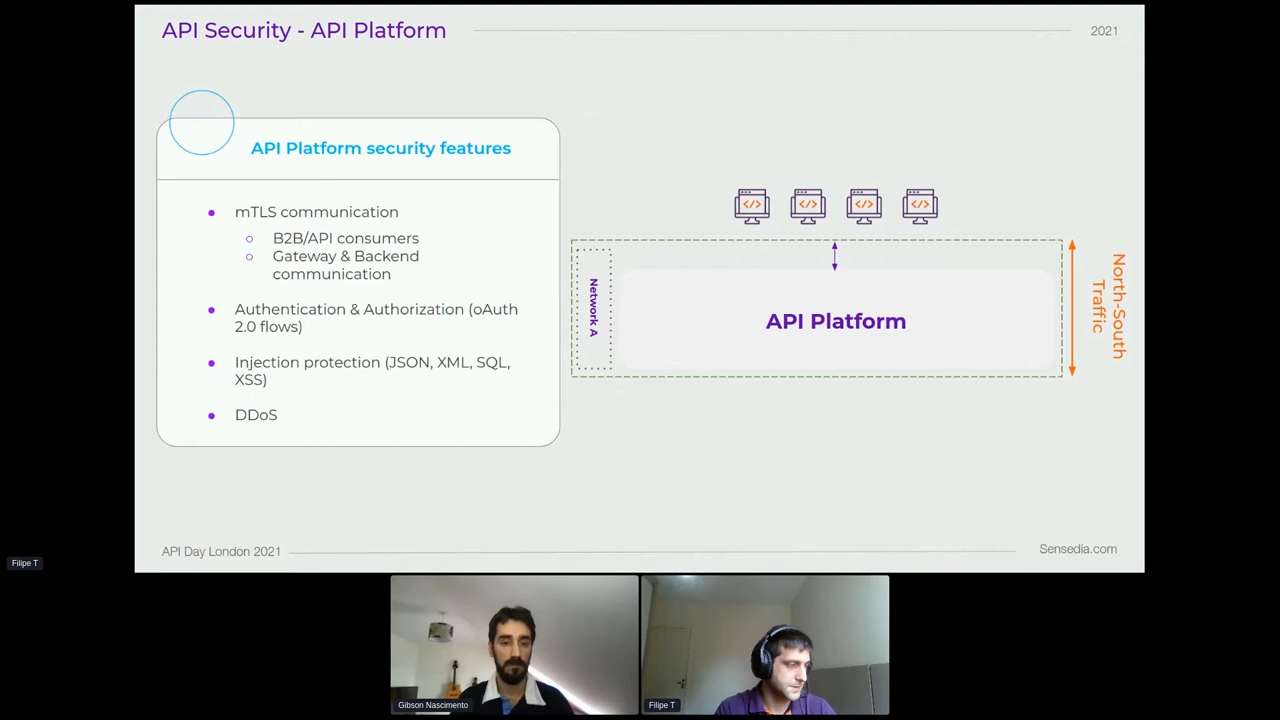 API Security - API Platform
2021
API Platform security features
mTLS communication
B2B/API consumers
Gateway & Backend
communication
Authentication & Authorization (oAuth
2.0 flows)
Injection protection (JSON, XML, SQL,
XSS)
DDoS
</>
</>
</>
</>
Network A
API Platform
North-South
Traffic
API Day London 2021
Sensedia.com
Filipe T
Gibson Nascimento
Filipe T